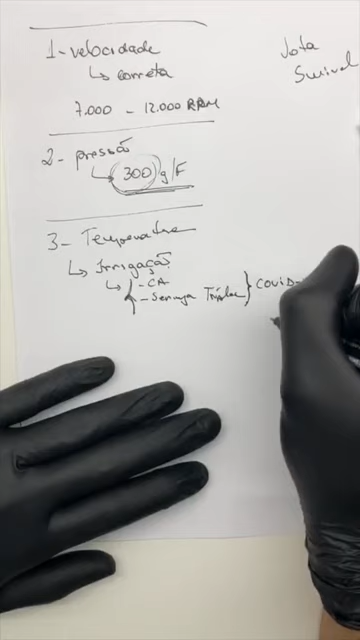 1- velocidade
↳ correta
7.000 - 12.000 RPM
2- pressão
↳ 300 g/F
3- Temperatura
↳ Irrigação
↳ - CA
- Seringa Tríplice } COVID-
Jota